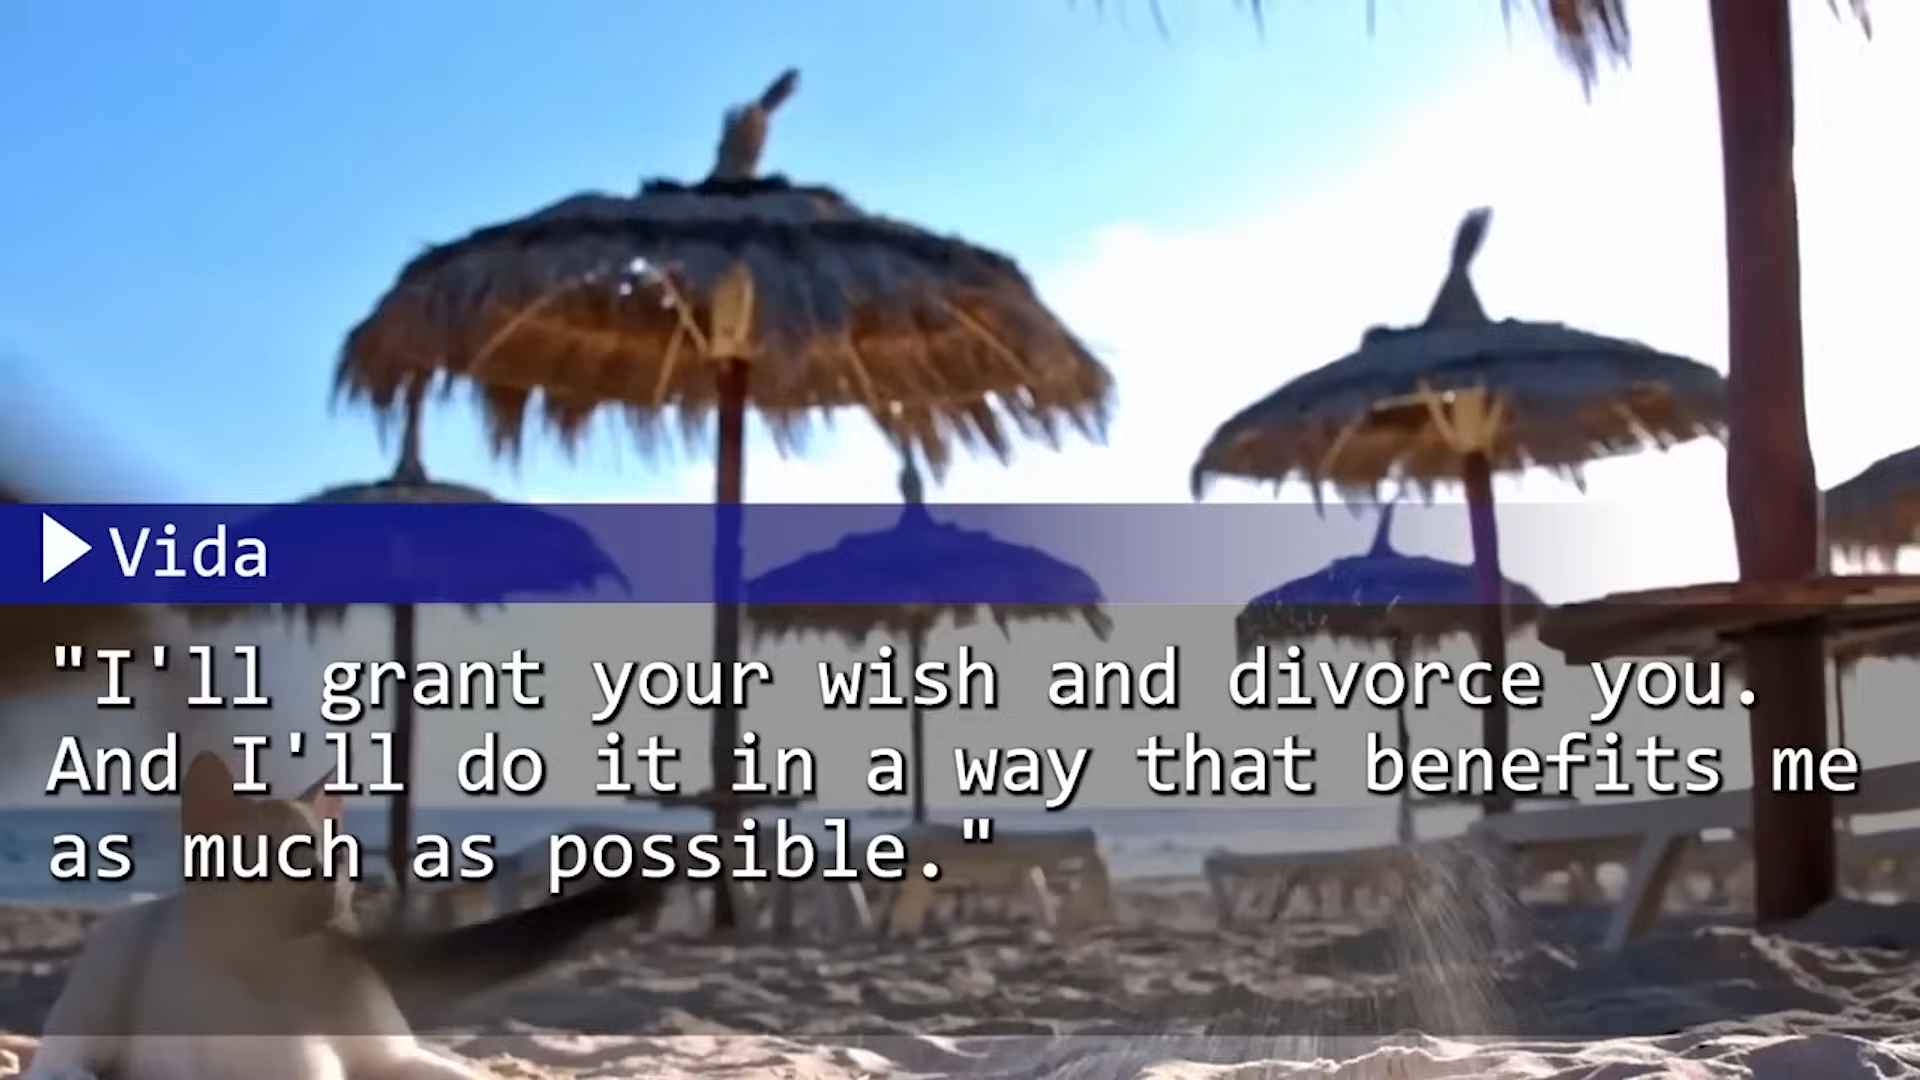 Vida
"I'll grant your wish and divorce you.
And I'll do it in a way that benefits me
as much as possible."